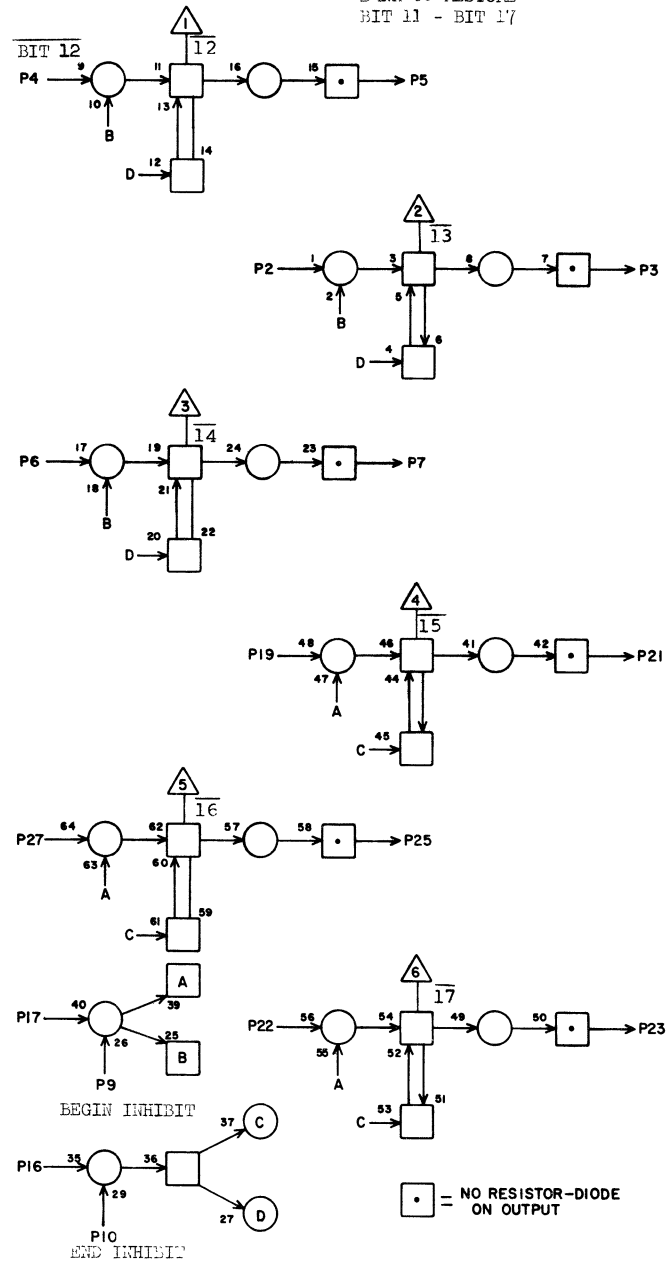 BIT 11 - BIT 17
1
BIT 12
12
P4 9 11 16 15 P5
10 13
B
D 12 14
2
13
P2 1 3 8 7 P3
2 5
B 6
D 4
3
14
P6 17 19 24 23 P7
18 21
B
D 20 22
4
15
P19 48 46 41 42 P21
47 44
A
C 45
5
16
P27 64 62 57 58 P25
63 60
A
C 61 59
A
P17 40 39
26 25 B
P9
BEGIN INHIBIT
6
17
P22 56 54 49 50 P23
55 52
A 51
C 53
37 C
P16 35 36
29
27 D
P10
END INHIBIT
= NO RESISTOR-DIODE
ON OUTPUT